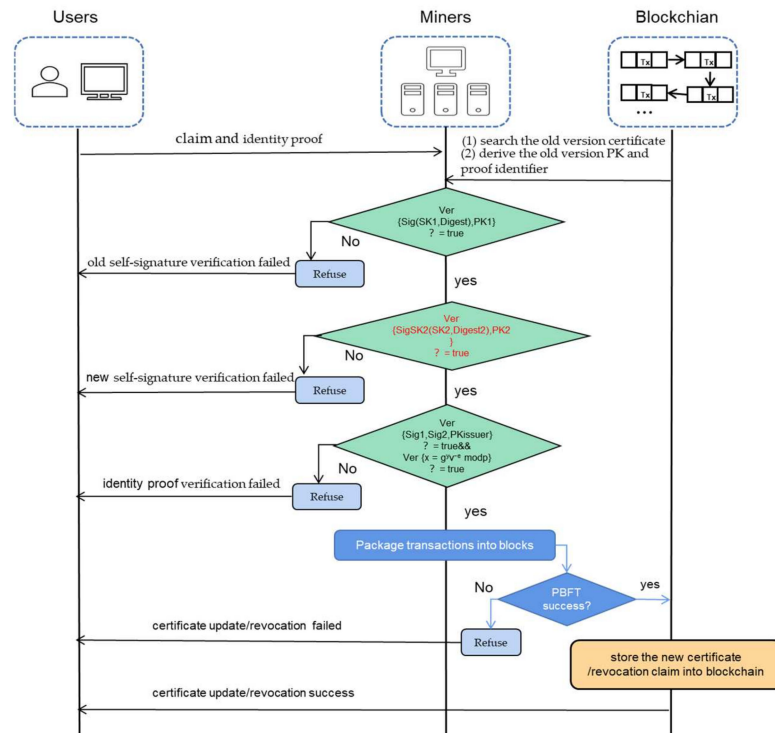 Users
Miners
Blockchian
Tx
Tx
Tx
Tx
...
claim and identity proof
(1) search the old version certificate
(2) derive the old version PK and
proof identifier
Ver
{Sig(SK1,Digest),PK1}
? = true
No
Refuse
old self-signature verification failed
yes
Ver
{SigSK2(SK2,Digest2),PK2
}
? = true
No
Refuse
new self-signature verification failed
yes
Ver
{Sig1,Sig2,PKissuer}
? = true&&
Ver {x = gʸv⁻ᵉ modp}
? = true
No
Refuse
identity proof verification failed
yes
Package transactions into blocks
No
PBFT
success?
yes
Refuse
certificate update/revocation failed
store the new certificate
/revocation claim into blockchain
certificate update/revocation success